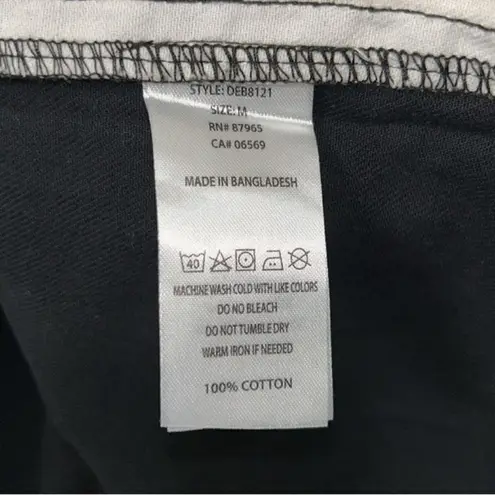 STYLE: DEB8121
SIZE: M
RN# 87965
CA# 06569
MADE IN BANGLADESH
40
MACHINE WASH COLD WITH LIKE COLORS
DO NO BLEACH
DO NOT TUMBLE DRY
WARM IRON IF NEEDED
100% COTTON